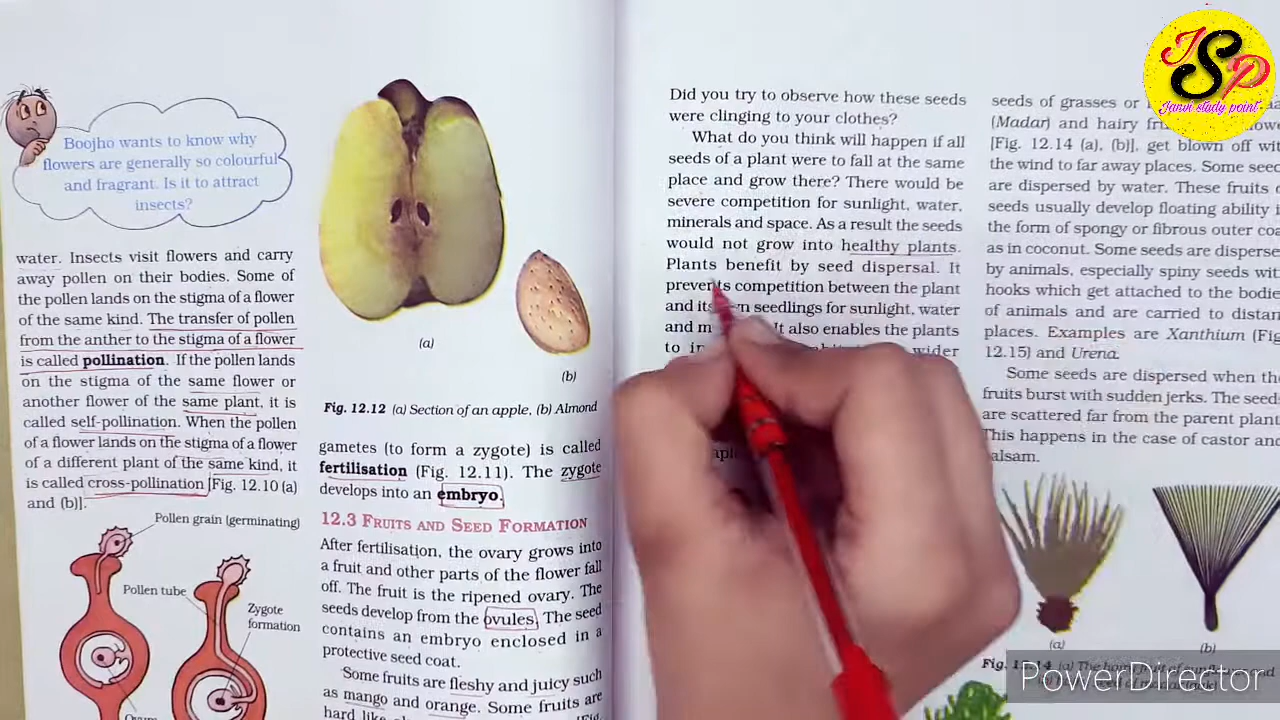 Boojho wants to know why
flowers are generally so colourful
and fragrant. Is it to attract
insects?
water. Insects visit flowers and carry
away pollen on their bodies. Some of
the pollen lands on the stigma of a flower
of the same kind. The transfer of pollen
from the anther to the stigma of a flower
is called pollination. If the pollen lands
on the stigma of the same flower or
another flower of the same plant, it is
called self-pollination. When the pollen
of a flower lands on the stigma of a flower
of a different plant of the same kind, it
is called cross-pollination [Fig. 12.10 (a)
and (b)].
Pollen grain (germinating)
Pollen tube
Zygote
formation
(a)
(b)
Fig. 12.12 (a) Section of an apple, (b) Almond
gametes (to form a zygote) is called
fertilisation (Fig. 12.11). The zygote
develops into an embryo.
12.3 FRUITS AND SEED FORMATION
After fertilisation, the ovary grows into
a fruit and other parts of the flower fall
off. The fruit is the ripened ovary. The
seeds develop from the ovules. The seed
contains an embryo enclosed in a
protective seed coat.
Some fruits are fleshy and juicy such
as mango and orange. Some fruits are
hard like
Did you try to observe how these seeds
were clinging to your clothes?
What do you think will happen if all
seeds of a plant were to fall at the same
place and grow there? There would be
severe competition for sunlight, water,
minerals and space. As a result the seeds
would not grow into healthy plants.
Plants benefit by seed dispersal. It
prevents competition between the plant
and its seedlings for sunlight, water
and It also enables the plants
to wider
seeds of grasses or
(Madar) and hairy
[Fig. 12.14 (a), (b)], get blown off
the wind to far away places. Some
are dispersed by water. These fruits
seeds usually develop floating ability
the form of spongy or fibrous outer
as in coconut. Some seeds are
by animals, especially spiny seeds
hooks which get attached to the
of animals and are carried to
places. Examples are Xanthium
12.15) and Urena.
Some seeds are dispersed when the
fruits burst with sudden jerks. The
are scattered far from the parent
This happens in the case of castor and
(a)
(b)
JSP
Janvi study point
PowerDirector